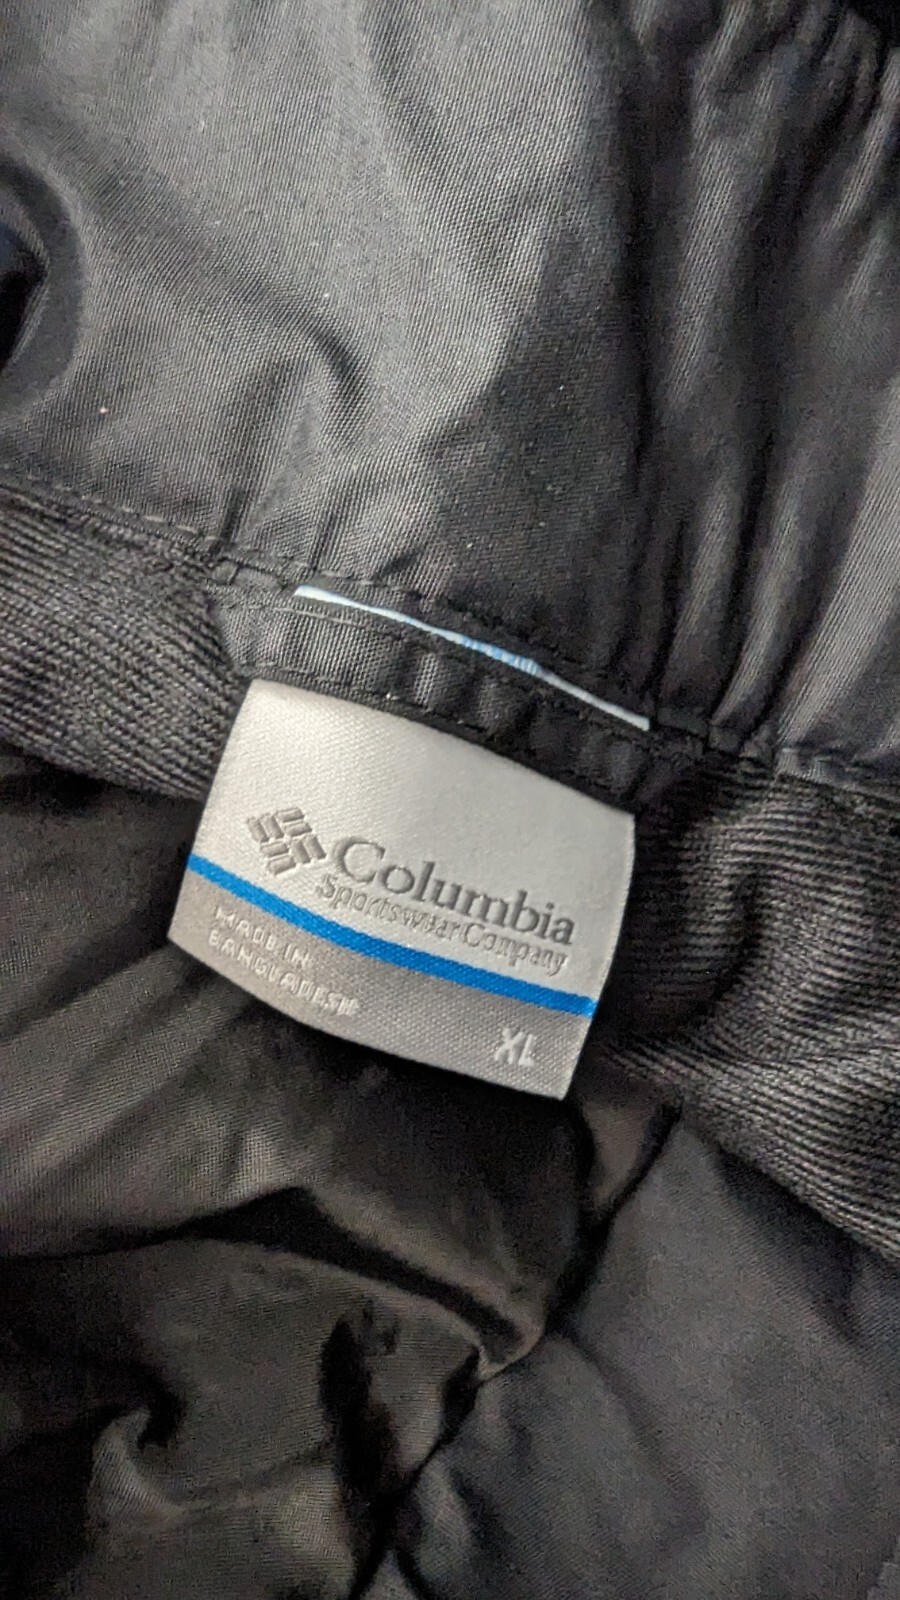 Columbia
Sportswear Company
MADE IN
BANGLADESH
XL